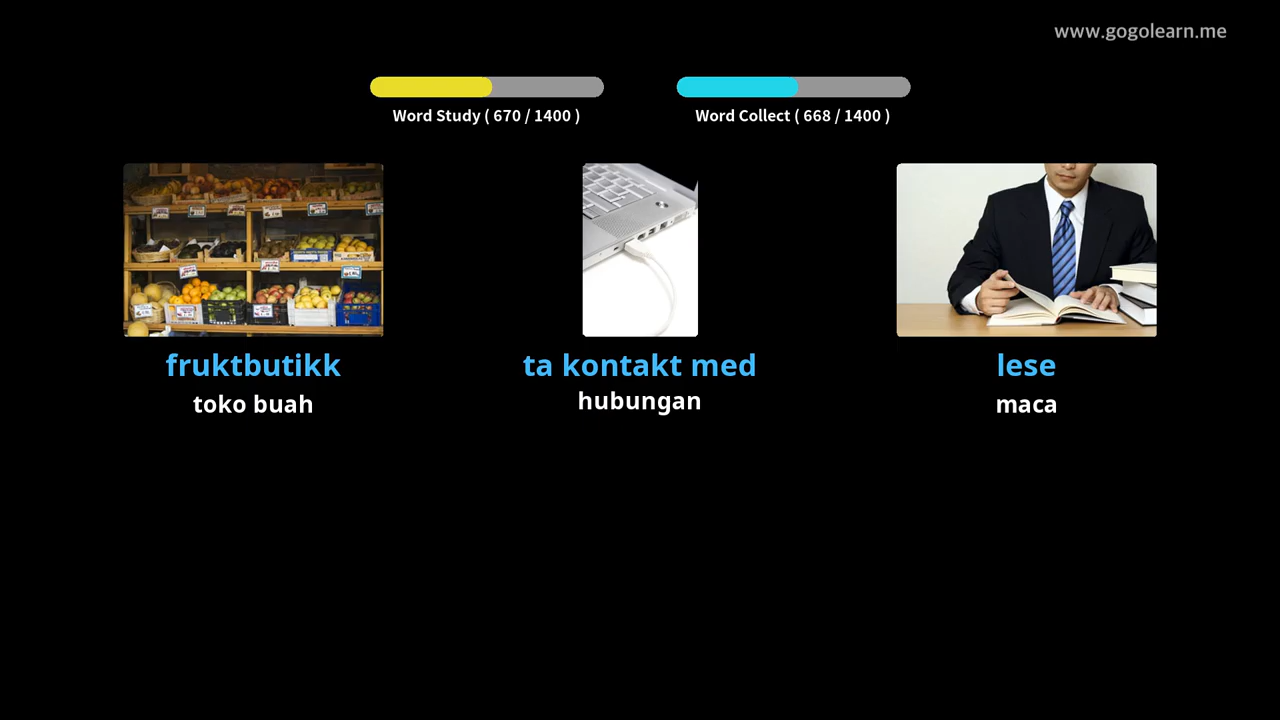 www.gogolearn.me
Word Study ( 670 / 1400 )
Word Collect ( 668 / 1400 )
fruktbutikk
toko buah
ta kontakt med
hubungan
lese
maca